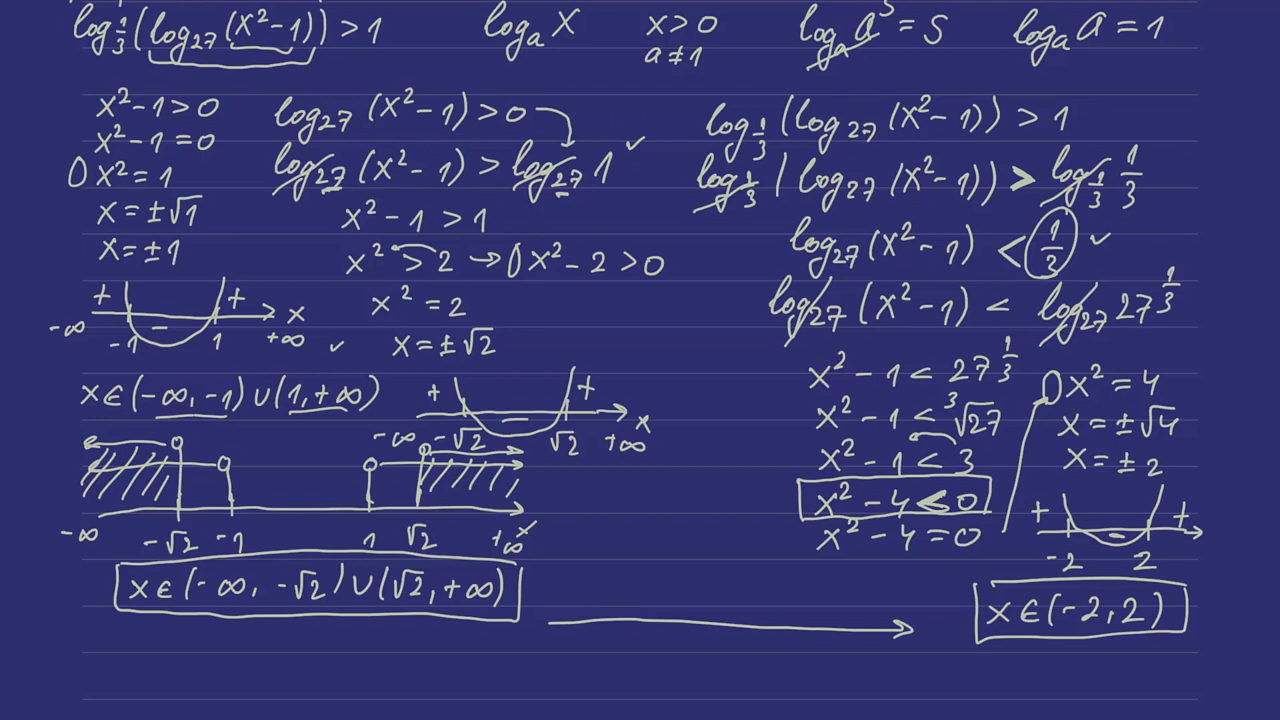 log_{1/3}(log_{27}(x²-1)) > 1
log_a x
x > 0
a ≠ 1
log_a a^s = s
log_a a = 1
x²-1 > 0
x²-1 = 0
x² = 1
x = ±√1
x = ±1
+ - +
-∞ -1 1 +∞ x
x ∈ (-∞, -1) ∪ (1, +∞)
log_{27}(x²-1) > 0
log_{27}(x²-1) > log_{27} 1 ✓
x² - 1 > 1
x² > 2 → x² - 2 > 0
x² = 2
✓ x = ±√2
+ - +
-∞ -√2 √2 +∞ x
-∞ -√2 -1 1 √2 +∞ x
x ∈ (-∞, -√2) ∪ (√2, +∞)
log_{1/3}(log_{27}(x²-1)) > 1
log_{1/3}(log_{27}(x²-1)) > log_{1/3} 1/3
log_{27}(x²-1) < 1/3 ✓
log_{27}(x²-1) < log_{27} 27^{1/3}
x² - 1 < 27^{1/3}
x² - 1 < ³√27
x² - 1 < 3
x² - 4 < 0
x² - 4 = 0
x² = 4
x = ±√4
x = ± 2
+ - +
-2 2
x ∈ (-2, 2)